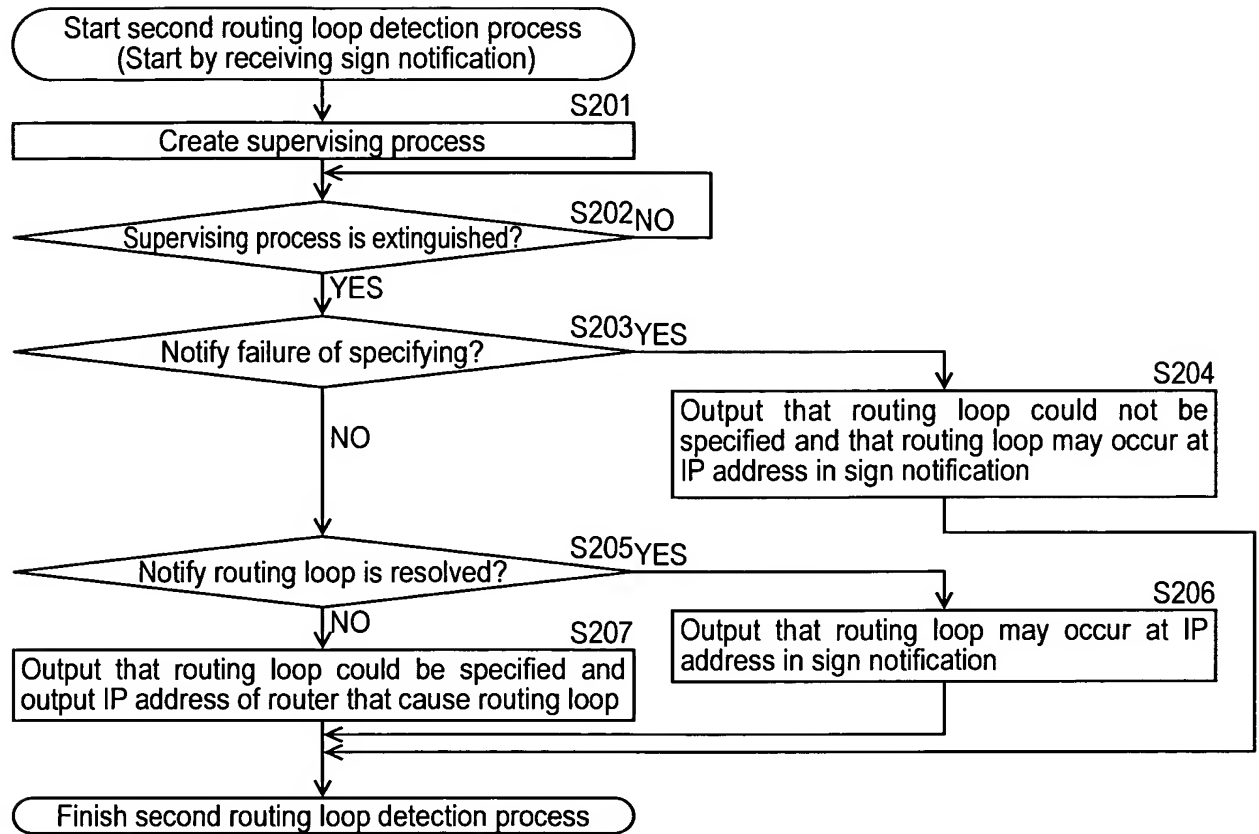 Start second routing loop detection process
(Start by receiving sign notification)
S201
Create supervising process
S202 NO
Supervising process is extinguished?
YES
S203 YES
Notify failure of specifying?
S204
Output that routing loop could not be
specified and that routing loop may occur at
IP address in sign notification
NO
S205 YES
Notify routing loop is resolved?
S206
Output that routing loop may occur at IP
address in sign notification
NO
S207
Output that routing loop could be specified and
output IP address of router that cause routing loop
Finish second routing loop detection process